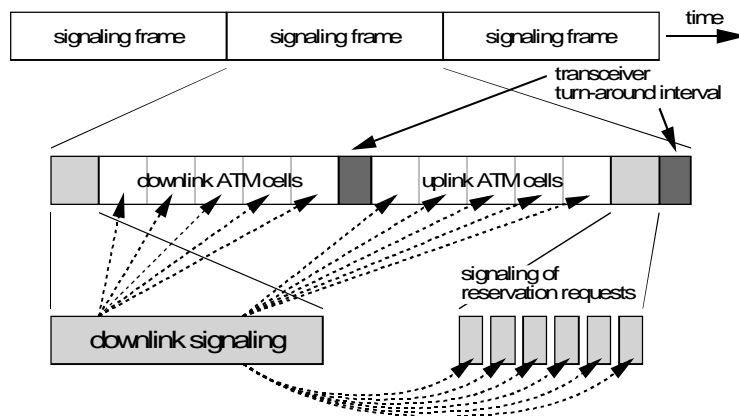 time
signaling frame
signaling frame
signaling frame
transceiver
turn-around interval
downlink ATM cells
uplink ATM cells
signaling of
reservation requests
downlink signaling